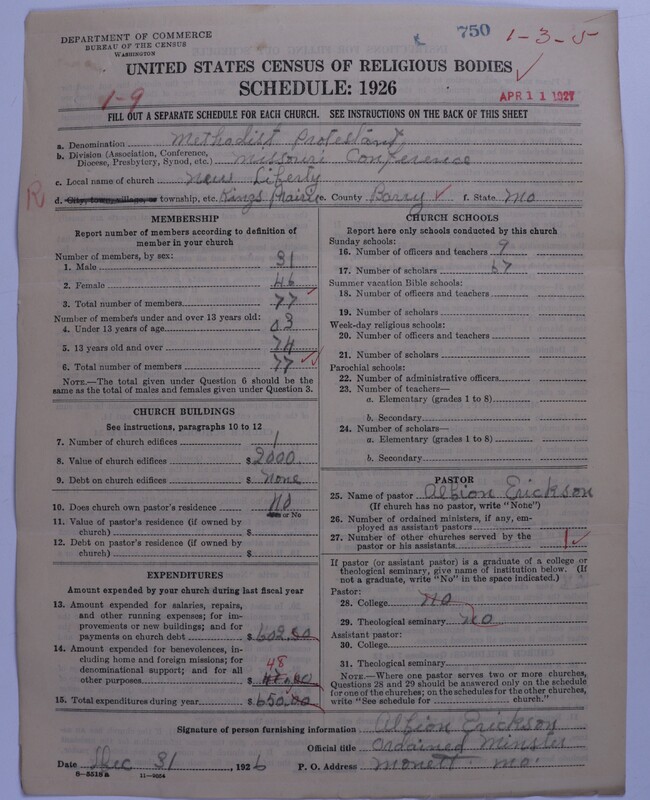 DEPARTMENT OF COMMERCE
BUREAU OF THE CENSUS
WASHINGTON
750
1-3-5
UNITED STATES CENSUS OF RELIGIOUS BODIES
SCHEDULE: 1926
1-9
APR 11 1927
FILL OUT A SEPARATE SCHEDULE FOR EACH CHURCH. SEE INSTRUCTIONS ON THE BACK OF THIS SHEET
a. Denomination Methodist Protestant
b. Division (Association, Conference, Diocese, Presbytery, Synod, etc.) Missouri Conference
c. Local name of church New Liberty
R d. City, town, village, or township, etc. Kings Prairie e. County Barry f. State Mo
MEMBERSHIP
Report number of members according to definition of
member in your church
Number of members, by sex:
1. Male 31
2. Female 46
3. Total number of members 77
Number of members under and over 13 years old:
4. Under 13 years of age 03
5. 13 years old and over 74
6. Total number of members 77
NOTE.—The total given under Question 6 should be the
same as the total of males and females given under Question 3.
CHURCH BUILDINGS
See instructions, paragraphs 10 to 12
7. Number of church edifices 1
8. Value of church edifices $ 2000.
9. Debt on church edifices $ None
10. Does church own pastor's residence No
Yes or No
11. Value of pastor's residence (if owned by
church) $
12. Debt on pastor's residence (if owned by
church) $
EXPENDITURES
Amount expended by your church during last fiscal year
13. Amount expended for salaries, repairs,
and other running expenses; for im-
provements or new buildings; and for
payments on church debt $ 602.80
14. Amount expended for benevolences, in-
cluding home and foreign missions; for
denominational support; and for all
other purposes 48 $
15. Total expenditures during year $ 650.00
CHURCH SCHOOLS
Report here only schools conducted by this church
Sunday schools:
16. Number of officers and teachers 9
17. Number of scholars 67
Summer vacation Bible schools:
18. Number of officers and teachers
19. Number of scholars
Week-day religious schools:
20. Number of officers and teachers
21. Number of scholars
Parochial schools:
22. Number of administrative officers
23. Number of teachers—
a. Elementary (grades 1 to 8)
b. Secondary
24. Number of scholars—
a. Elementary (grades 1 to 8)
b. Secondary
PASTOR
25. Name of pastor Albion Erickson
(If church has no pastor, write "None")
26. Number of ordained ministers, if any, em-
ployed as assistant pastors
27. Number of other churches served by the
pastor or his assistants 1
If pastor (or assistant pastor) is a graduate of a college or
theological seminary, give name of institution below. (If
not a graduate, write "No" in the space indicated.)
Pastor:
28. College No
29. Theological seminary No
Assistant pastor:
30. College
31. Theological seminary
NOTE.—Where one pastor serves two or more churches,
Questions 28 and 29 should be answered only on the schedule
for one of the churches; on the schedules for the other churches,
write "See schedule for church."
Signature of person furnishing information Albion Erickson
Official title Ordained Minster
Date Dec 31, 1926 P. O. Address Monett. Mo.
8-5518a 11-9954